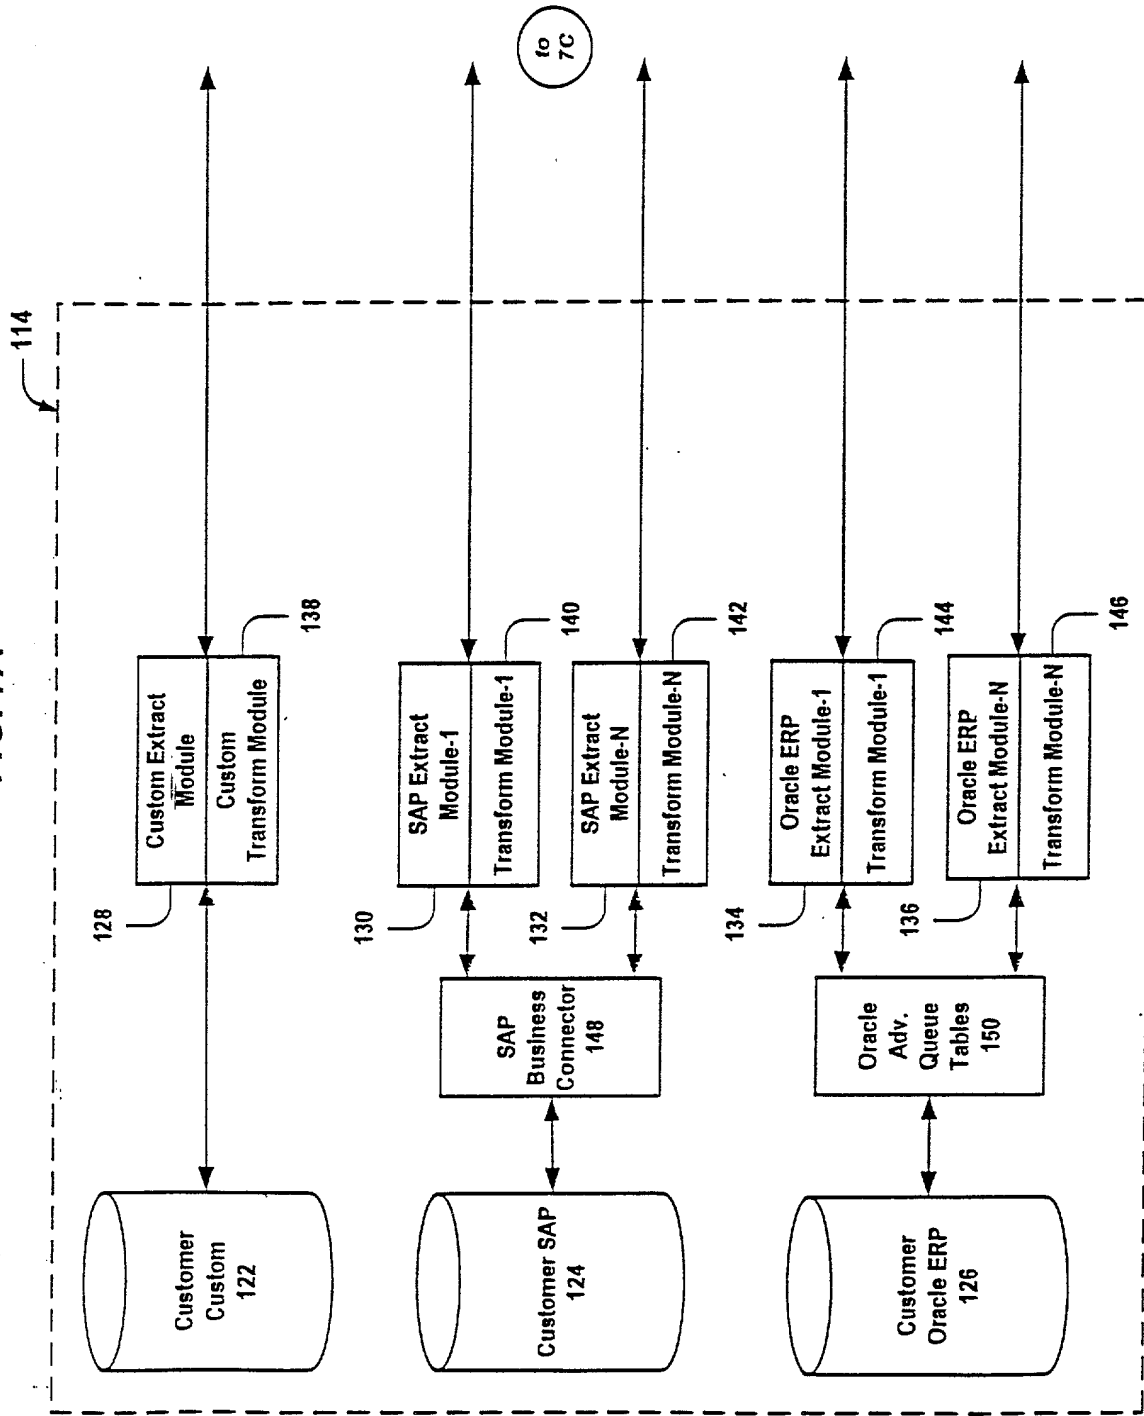 114
Customer
Custom
122
128
Custom Extract
Module
Custom
Transform Module
138
Customer SAP
124
SAP
Business
Connector
148
130
SAP Extract
Module-1
Transform Module-1
140
132
SAP Extract
Module-N
Transform Module-N
142
to
7C
Customer
Oracle ERP
126
Oracle
Adv.
Queue
Tables
150
134
Oracle ERP
Extract Module-1
Transform Module-1
144
136
Oracle ERP
Extract Module-N
Transform Module-N
146